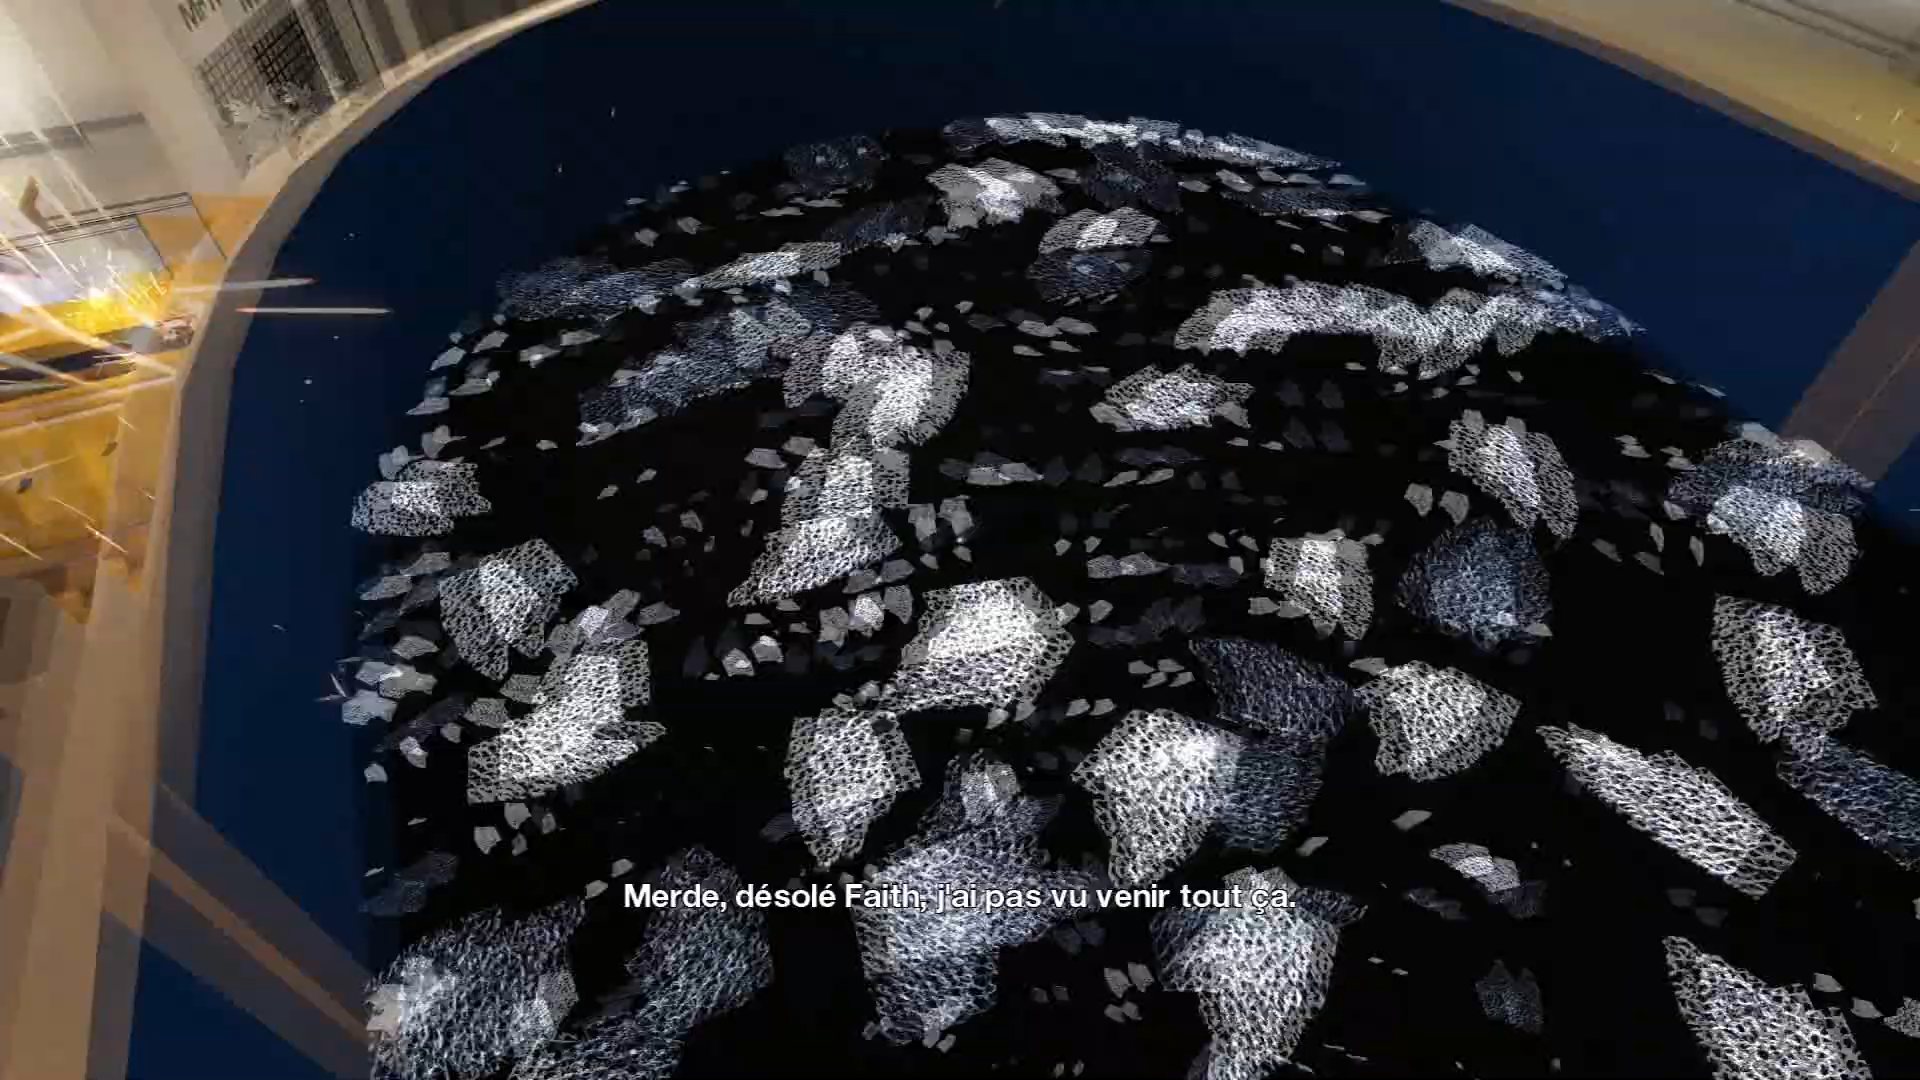 Merde, désolé Faith, j'ai pas vu venir tout ça.